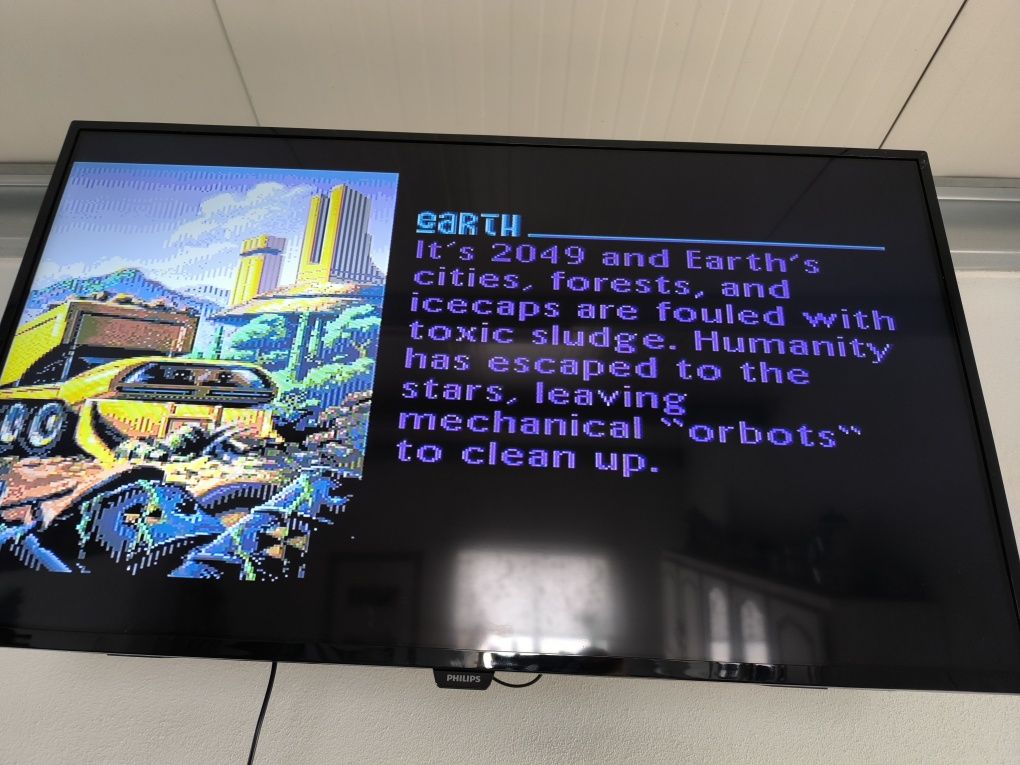 EARTH
It's 2049 and Earth's
cities, forests, and
icecaps are fouled with
toxic sludge. Humanity
has escaped to the
stars, leaving
mechanical "orbots"
to clean up.
PHILIPS